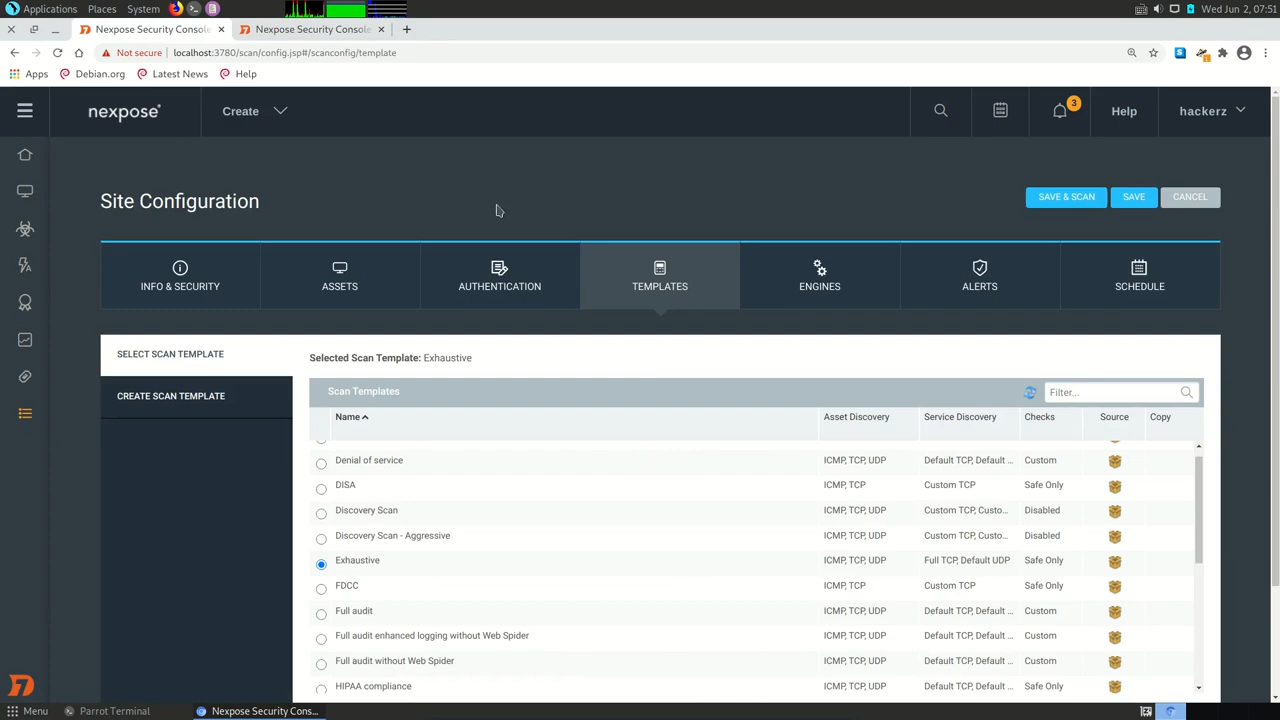 Applications Places System Wed Jun 2, 07:51
Nexpose Security Console Nexpose Security Console
Not secure localhost:3780/scan/config.jsp#/scanconfig/template
Apps Debian.org Latest News Help
nexpose® Create 3 Help hackerz
Site Configuration SAVE & SCAN SAVE CANCEL
INFO & SECURITY ASSETS AUTHENTICATION TEMPLATES ENGINES ALERTS SCHEDULE
SELECT SCAN TEMPLATE
CREATE SCAN TEMPLATE
Selected Scan Template: Exhaustive
Scan Templates Filter...
Name Asset Discovery Service Discovery Checks Source Copy
Denial of service ICMP, TCP, UDP Default TCP, Default ... Custom
DISA ICMP, TCP Custom TCP Safe Only
Discovery Scan ICMP, TCP, UDP Custom TCP, Custo... Disabled
Discovery Scan - Aggressive ICMP, TCP, UDP Custom TCP, Custo... Disabled
Exhaustive ICMP, TCP, UDP Full TCP, Default UDP Safe Only
FDCC ICMP, TCP Custom TCP Safe Only
Full audit ICMP, TCP, UDP Default TCP, Default ... Custom
Full audit enhanced logging without Web Spider ICMP, TCP, UDP Default TCP, Default ... Custom
Full audit without Web Spider ICMP, TCP, UDP Default TCP, Default ... Custom
HIPAA compliance ICMP, TCP, UDP Default TCP, Default ... Safe Only
Menu Parrot Terminal Nexpose Security Cons...